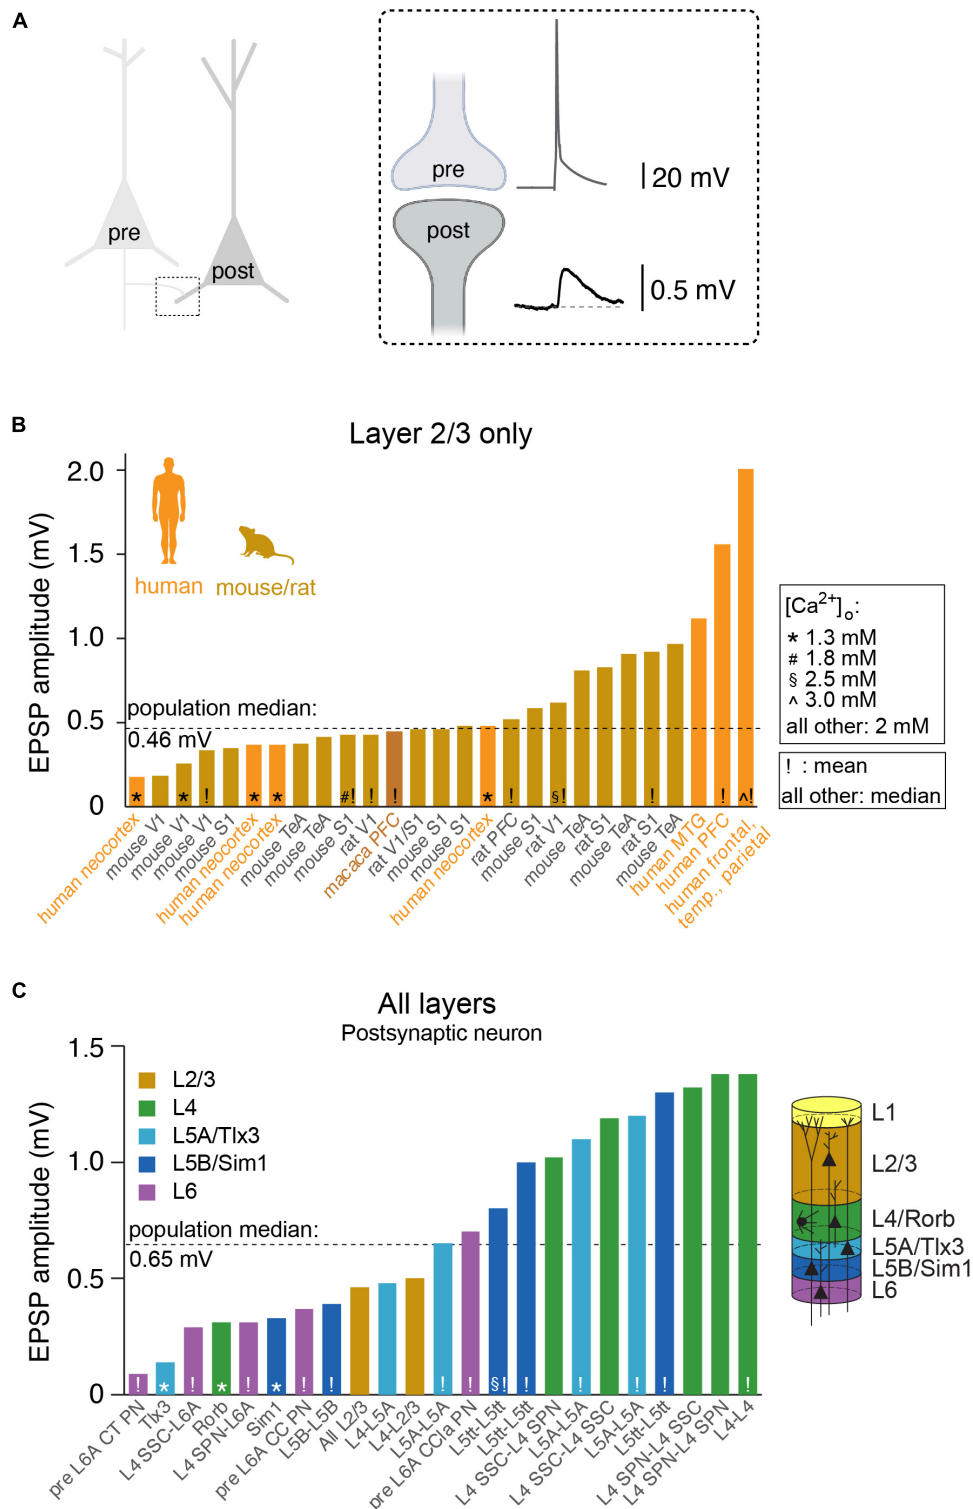 A
pre
post
pre
20 mV
post
0.5 mV
B
Layer 2/3 only
EPSP amplitude (mV)
2.0
1.5
1.0
0.5
0
human
mouse/rat
population median:
0.46 mV
* * ! * * #! ! ! * ! §! ! ! ^!
human neocortex
mouse V1
mouse V1
mouse V1
mouse S1
human neocortex
human neocortex
mouse TeA
mouse TeA
mouse S1
rat V1
macaca PFC
rat V1/S1
mouse S1
mouse S1
human neocortex
rat PFC
mouse S1
rat V1
mouse TeA
rat S1
mouse TeA
rat S1
mouse TeA
human MTG
human PFC
human frontal,
temp., parietal
[Ca2+]o:
* 1.3 mM
# 1.8 mM
§ 2.5 mM
^ 3.0 mM
all other: 2 mM
! : mean
all other: median
C
All layers
Postsynaptic neuron
EPSP amplitude (mV)
1.5
1.0
0.5
0
L2/3
L4
L5A/Tlx3
L5B/Sim1
L6
population median:
0.65 mV
! * ! * ! * ! ! ! ! §! ! ! ! ! !
pre L6A CT PN
Tlx3
L4 SSC-L6A
Rorb
L4 SPN-L6A
Sim1
pre L6A CC PN
L5B-L5B
All L2/3
L4-L5A
L4-L2/3
L5A-L5A
pre L6A CCla PN
L5tt-L5tt
L5tt-L5tt
L4 SSC-L4 SPN
L5A-L5A
L4 SSC-L4 SSC
L5A-L5A
L5tt-L5tt
L4 SPN-L4 SSC
L4 SPN-L4 SPN
L4-L4
L1
L2/3
L4/Rorb
L5A/Tlx3
L5B/Sim1
L6